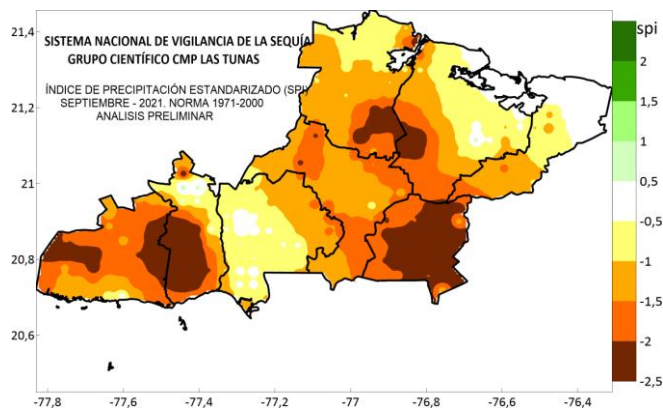 SISTEMA NACIONAL DE VIGILANCIA DE LA SEQUÍA
GRUPO CIENTÍFICO CMP LAS TUNAS
ÍNDICE DE PRECIPITACIÓN ESTANDARIZADO (SPI)
SEPTIEMBRE - 2021. NORMA 1971-2000
ANALISIS PRELIMINAR
21,4
21,2
21
20,8
20,6
-77,8 -77,6 -77,4 -77,2 -77 -76,8 -76,6 -76,4
spi
2
1,5
1
0,5
-0,5
-1
-1,5
-2
-2,5